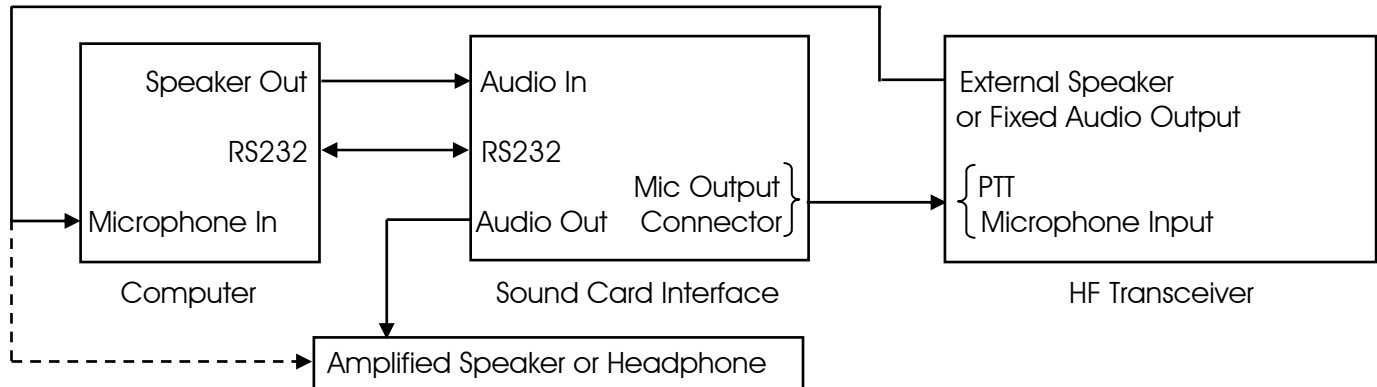 Speaker Out
RS232
Microphone In
Computer
Audio In
RS232
Mic Output
Audio Out Connector
Sound Card Interface
External Speaker
or Fixed Audio Output
PTT
Microphone Input
HF Transceiver
Amplified Speaker or Headphone